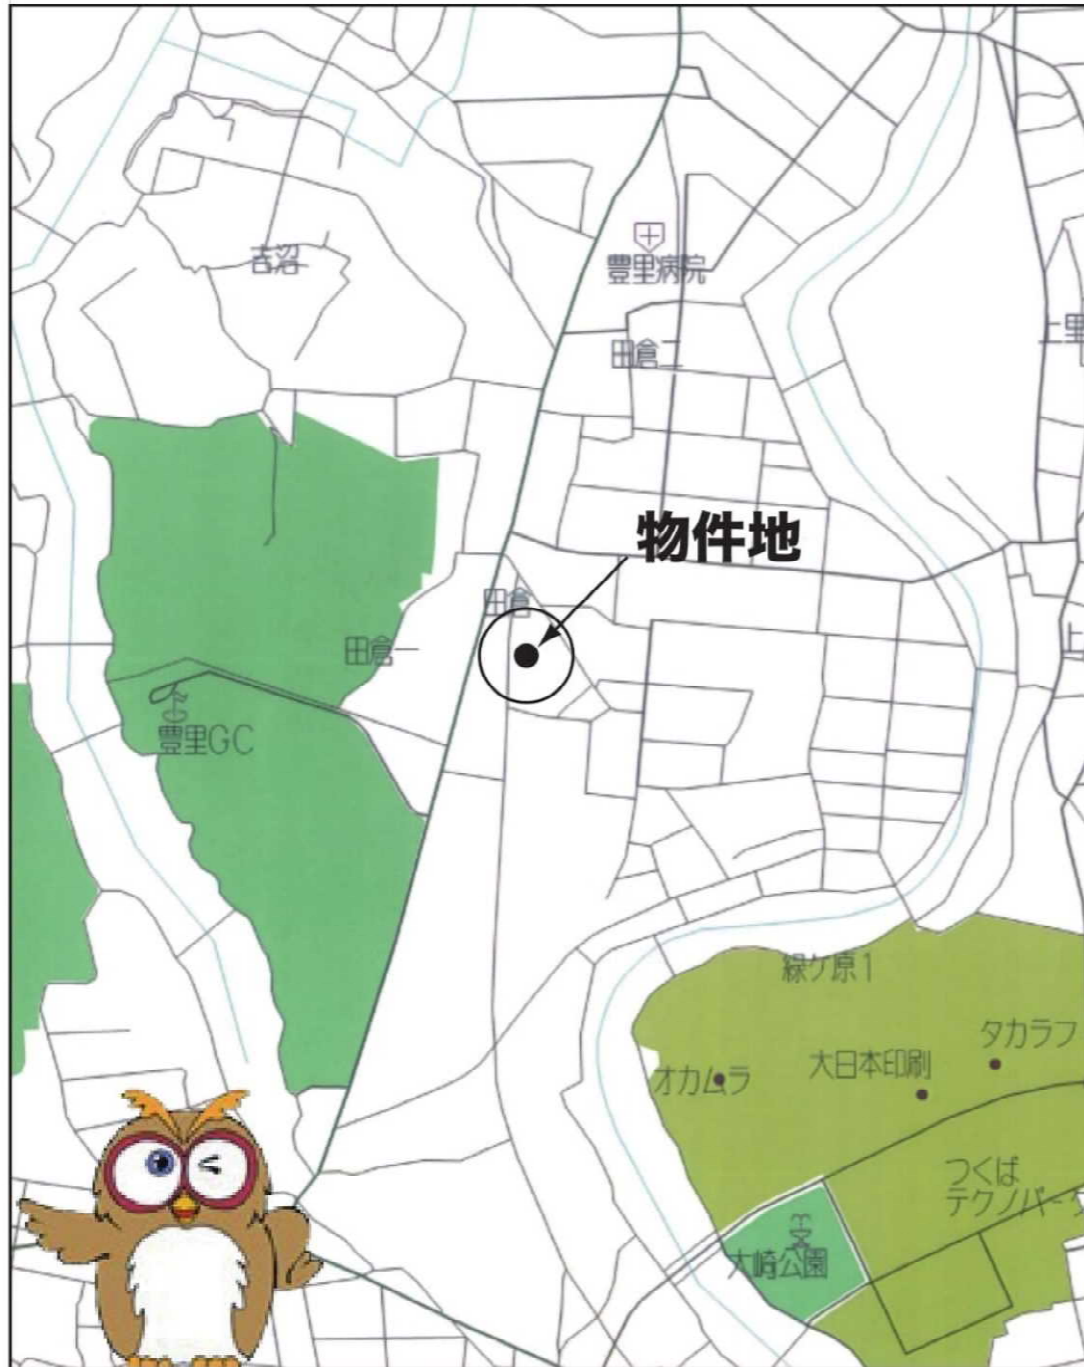 吉沼
豊里病院
田倉二
上里
物件地
田倉
田倉一
上
豊里GC
緑ケ原1
タカラフ
大日本印刷
オカムラ
つくば
テクノパーク
大崎公園